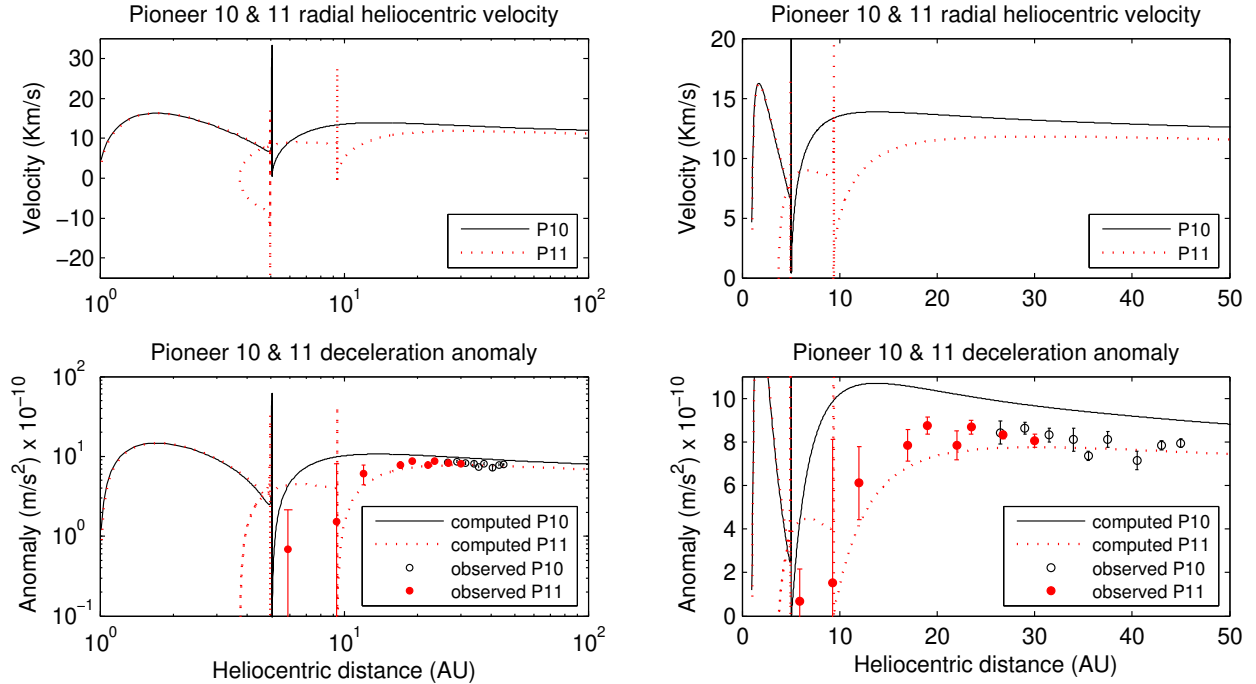 Pioneer 10 & 11 radial heliocentric velocity
Velocity (Km/s)
40
30
20
10
0
−10
−20
10^0
10^1
10^2
P10
P11
Pioneer 10 & 11 radial heliocentric velocity
Velocity (Km/s)
20
15
10
5
0
0
10
20
30
40
50
P10
P11
Pioneer 10 & 11 deceleration anomaly
Anomaly (m/s^2) x 10^−10
10^2
10^1
10^0
10^−1
10^0
10^1
10^2
computed P10
computed P11
observed P10
observed P11
Heliocentric distance (AU)
Pioneer 10 & 11 deceleration anomaly
Anomaly (m/s^2) x 10^−10
10
8
6
4
2
0
0
10
20
30
40
50
computed P10
computed P11
observed P10
observed P11
Heliocentric distance (AU)